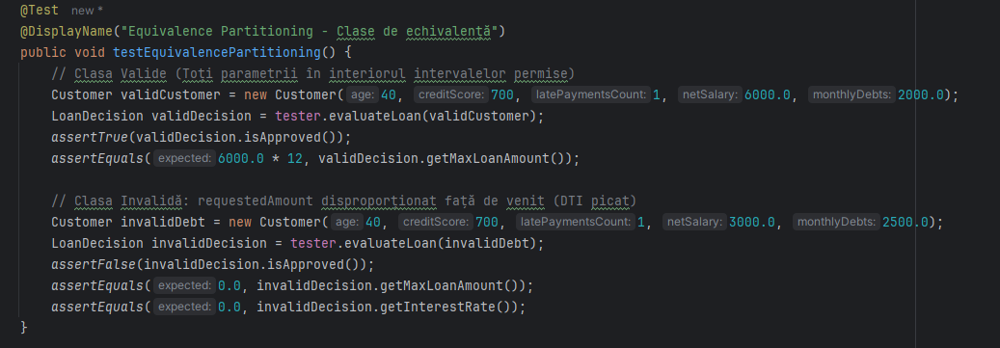 @Test new *
@DisplayName("Equivalence Partitioning - Clase de echivalență")
public void testEquivalencePartitioning() {
// Clasa Valide (Toți parametrii în interiorul intervalelor permise)
Customer validCustomer = new Customer( age: 40, creditScore: 700, latePaymentsCount: 1, netSalary: 6000.0, monthlyDebts: 2000.0);
LoanDecision validDecision = tester.evaluateLoan(validCustomer);
assertTrue(validDecision.isApproved());
assertEquals( expected: 6000.0 * 12, validDecision.getMaxLoanAmount());
// Clasa Invalidă: requestedAmount disproporționat față de venit (DTI picat)
Customer invalidDebt = new Customer( age: 40, creditScore: 700, latePaymentsCount: 1, netSalary: 3000.0, monthlyDebts: 2500.0);
LoanDecision invalidDecision = tester.evaluateLoan(invalidDebt);
assertFalse(invalidDecision.isApproved());
assertEquals( expected: 0.0, invalidDecision.getMaxLoanAmount());
assertEquals( expected: 0.0, invalidDecision.getInterestRate());
}